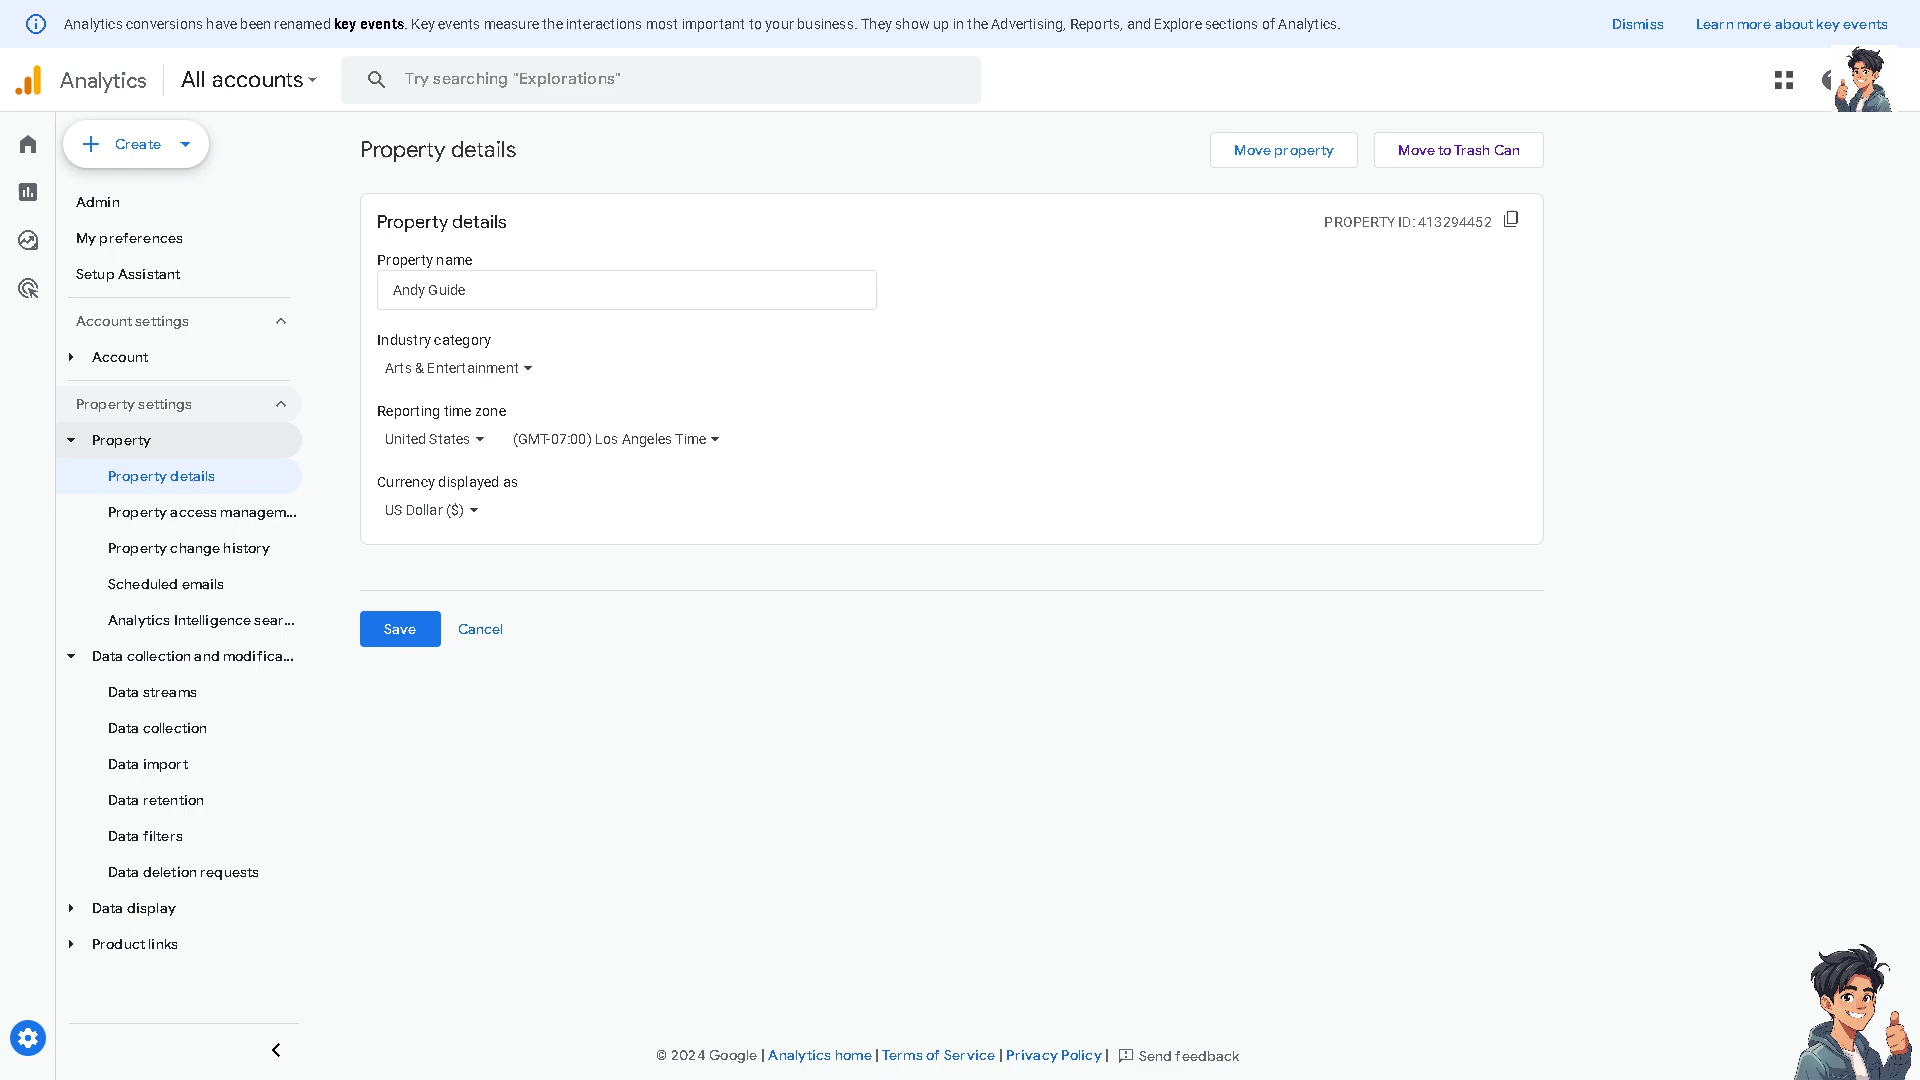 Analytics conversions have been renamed key events. Key events measure the interactions most important to your business. They show up in the Advertising, Reports, and Explore sections of Analytics.
Dismiss
Learn more about key events
Analytics
All accounts
Try searching "Explorations"
Create
Admin
My preferences
Setup Assistant
Account settings
Account
Property settings
Property
Property details
Property access managem...
Property change history
Scheduled emails
Analytics Intelligence sear...
Data collection and modifica...
Data streams
Data collection
Data import
Data retention
Data filters
Data deletion requests
Data display
Product links
Property details
Move property
Move to Trash Can
Property details
PROPERTY ID: 413294452
Property name
Andy Guide
Industry category
Arts & Entertainment
Reporting time zone
United States
(GMT-07:00) Los Angeles Time
Currency displayed as
US Dollar ($)
Save
Cancel
© 2024 Google | Analytics home | Terms of Service | Privacy Policy | Send feedback